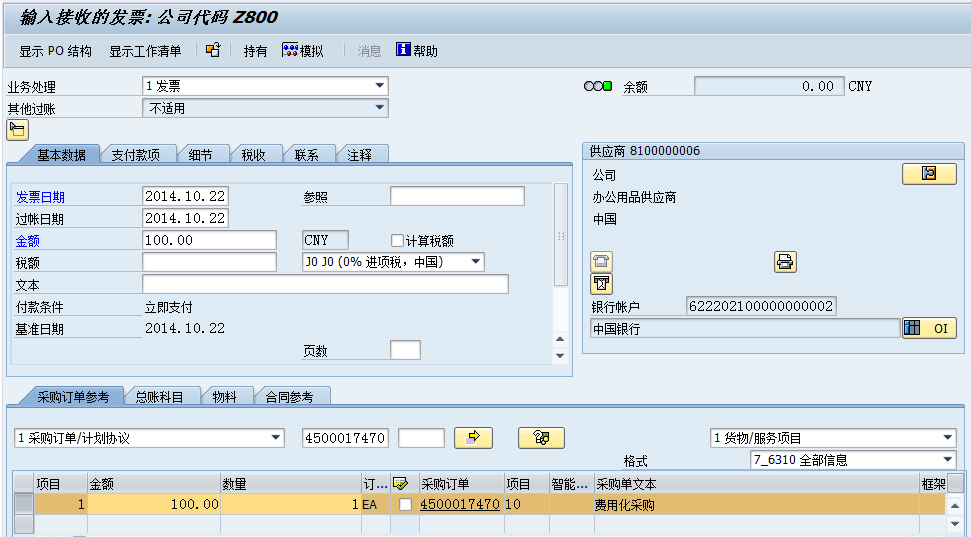 输入接收的发票: 公司代码 Z800
显示 PO 结构 显示工作清单 持有 模拟 消息 帮助
业务处理 1 发票 余额 0.00 CNY
其他过账 不适用
基本数据 支付款项 细节 税收 联系 注释
供应商 8100000006
公司
办公用品供应商
中国
发票日期 2014.10.22 参照
过帐日期 2014.10.22
金额 100.00 CNY 计算税额
税额 J0 J0 (0% 进项税, 中国)
文本
付款条件 立即支付
基准日期 2014.10.22
页数
银行帐户 622202100000000002
中国银行 OI
采购订单参考 总账科目 物料 合同参考
1 采购订单/计划协议 4500017470 1 货物/服务项目
格式 7_6310 全部信息
项目 金额 数量 订... 采购订单 项目 智能... 采购单文本 框架
1 100.00 1 EA 4500017470 10 费用化采购